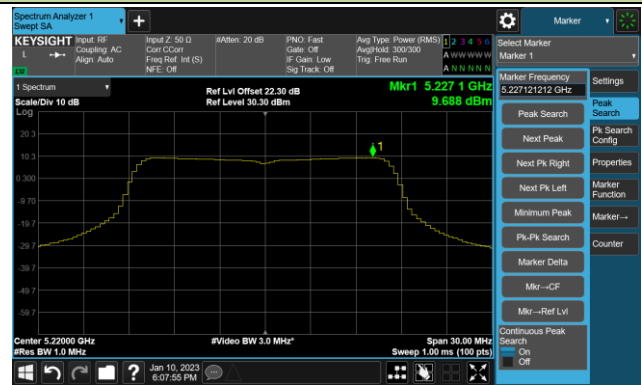 Spectrum Analyzer 1
Swept SA
Marker
KEYSIGHT
L
Input: RF
Coupling: AC
Align: Auto
Input Z: 50 Ω
Corr CCorr
Freq Ref: Int (S)
NFE: Off
#Atten: 20 dB
PNO: Fast
Gate: Off
IF Gain: Low
Sig Track: Off
Avg Type: Power (RMS)
Avg|Hold: 300/300
Trig: Free Run
1 2 3 4 5 6
A W W W W W
A N N N N N
Select Marker
Marker 1
1 Spectrum
Scale/Div 10 dB
Log
Ref Lvl Offset 22.30 dB
Ref Level 30.30 dBm
Mkr1 5.227 1 GHz
9.688 dBm
Marker Frequency
5.227121212 GHz
Settings
Peak Search
Next Peak
Next Pk Right
Next Pk Left
Minimum Peak
Pk-Pk Search
Marker Delta
Mkr→CF
Mkr→Ref Lvl
Continuous Peak
Search
On
Off
Peak
Search
Pk Search
Config
Properties
Marker
Function
Marker→
Counter
20.3
10.3
0.300
-9.70
-19.7
-29.7
-39.7
-49.7
-59.7
1
Center 5.22000 GHz
#Res BW 1.0 MHz
#Video BW 3.0 MHz*
Span 30.00 MHz
Sweep 1.00 ms (100 pts)
?
Jan 10, 2023
6:07:55 PM